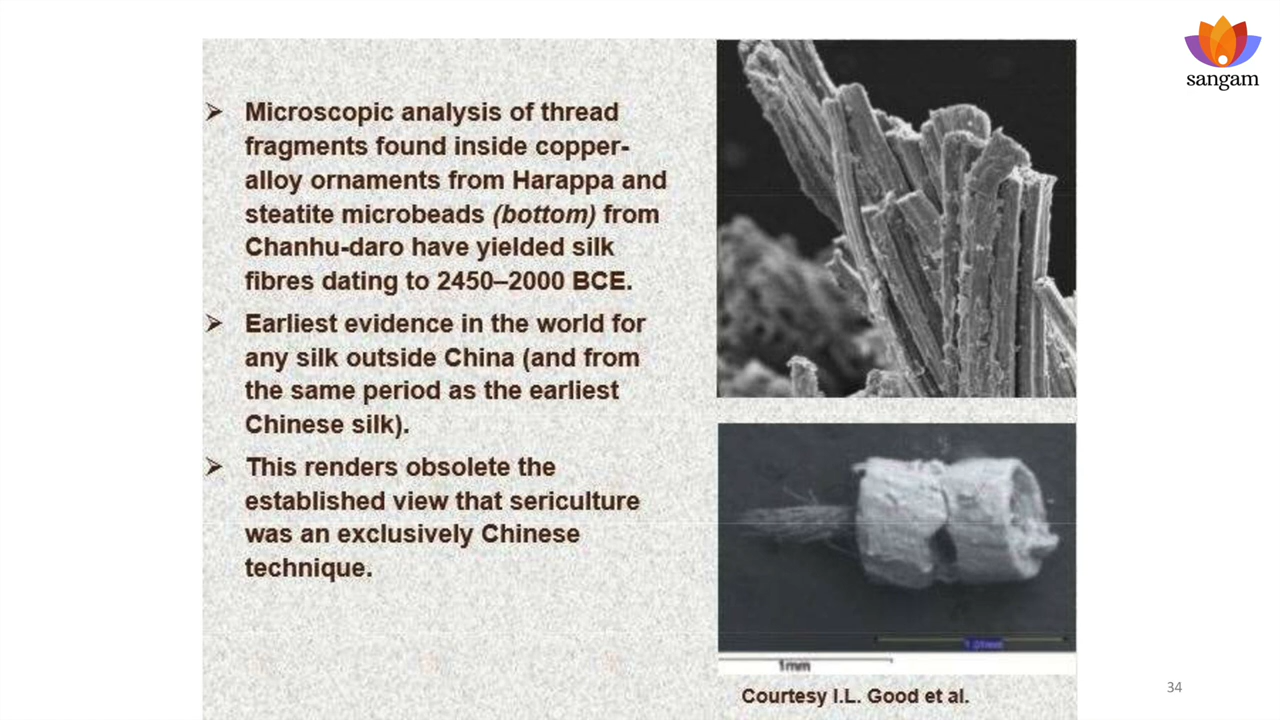 sangam
➢ Microscopic analysis of thread
fragments found inside copper-
alloy ornaments from Harappa and
steatite microbeads (bottom) from
Chanhu-daro have yielded silk
fibres dating to 2450–2000 BCE.
➢ Earliest evidence in the world for
any silk outside China (and from
the same period as the earliest
Chinese silk).
➢ This renders obsolete the
established view that sericulture
was an exclusively Chinese
technique.
1mm
Courtesy I.L. Good et al.
34